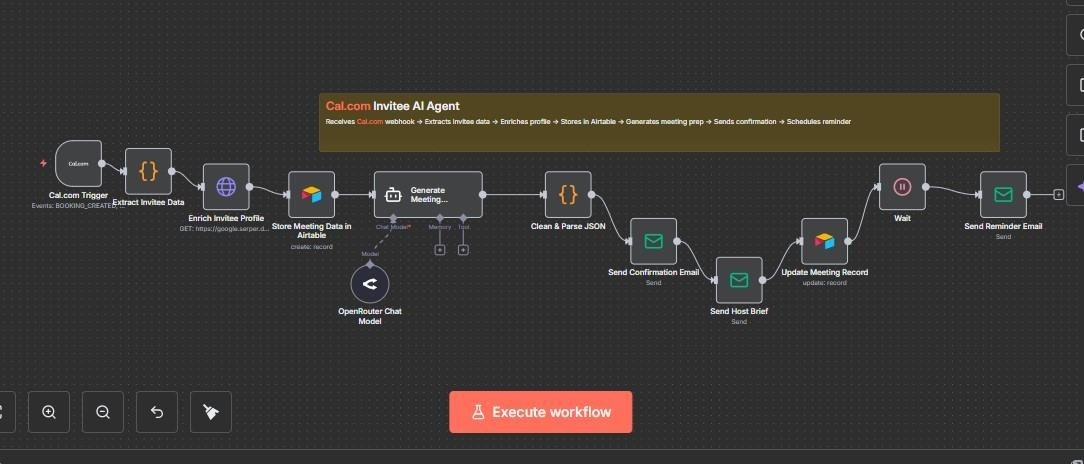 Cal.com Invitee AI Agent
Receives Cal.com webhook → Extracts invitee data → Enriches profile → Stores in Airtable → Generates meeting prep → Sends confirmation → Schedules reminder
Cal.com
Cal.com Trigger
Events: BOOKING_CREATED, ...
Extract Invitee Data
Enrich Invitee Profile
GET: https://google.serper.d...
Store Meeting Data in
Airtable
create: record
Generate
Meeting...
Chat Model*
Memory
Tool
Model
OpenRouter Chat
Model
Clean & Parse JSON
Send Confirmation Email
Send
Send Host Brief
Send
Update Meeting Record
update: record
Wait
Send Reminder Email
Send
Execute workflow